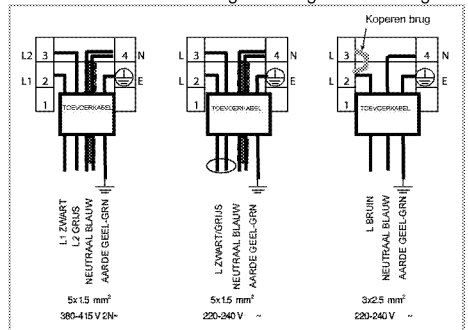 Koperen brug
L2 3 4 N
L1 2 E
1
TOEVOERKABEL
L1 ZWART
L2 GRIJS
NEUTRAAL BLAUW
AARDE GEEL-GRN
5x1.5 mm²
380-415 V 2N~
L 3 4 N
L 2 E
1
TOEVOERKABEL
L ZWART/GRIJS
NEUTRAAL BLAUW
AARDE GEEL-GRN
5x1.5 mm²
220-240 V ~
L 3 4 N
L 2 E
1
TOEVOERKABEL
L BRUIN
NEUTRAAL BLAUW
AARDE GEEL-GRN
3x2.5 mm²
220-240 V ~